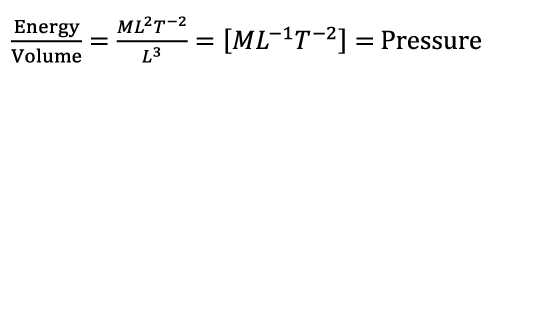 Energy/Volume = ML²T⁻²/L³ = [ML⁻¹T⁻²] = Pressure